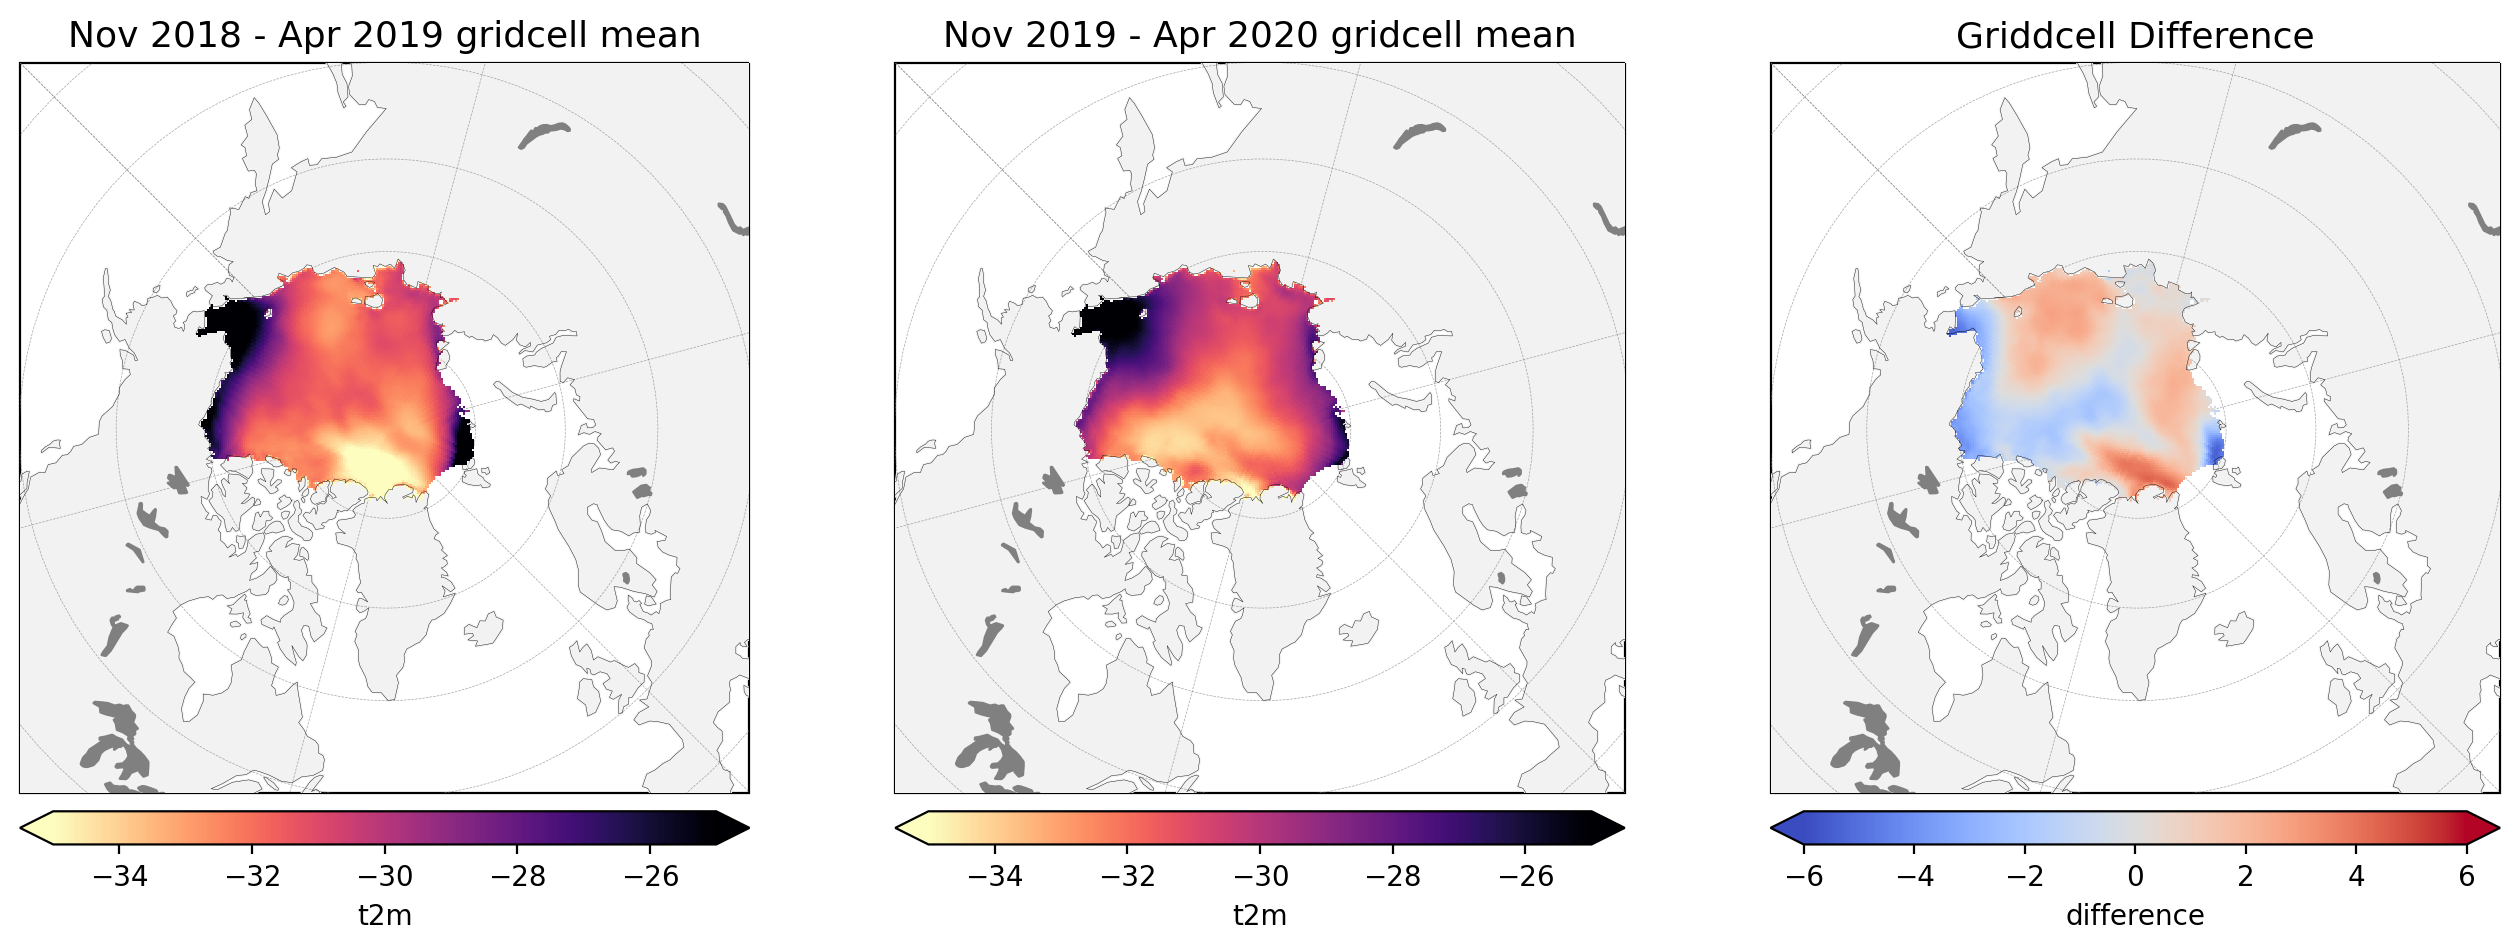 Nov 2018 - Apr 2019 gridcell mean
Nov 2019 - Apr 2020 gridcell mean
Griddcell Difference
−34 −32 −30 −28 −26
t2m
−34 −32 −30 −28 −26
t2m
−6 −4 −2 0 2 4 6
difference